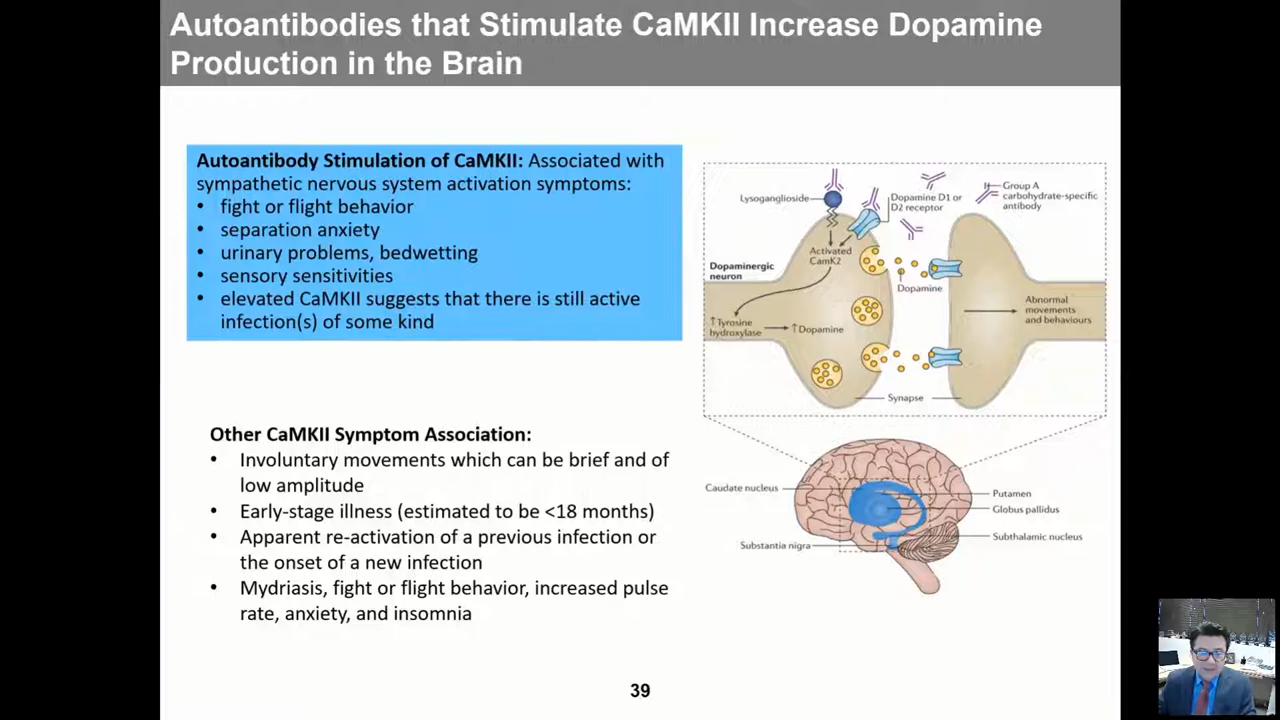 Autoantibodies that Stimulate CaMKII Increase Dopamine
Production in the Brain
Autoantibody Stimulation of CaMKII: Associated with
sympathetic nervous system activation symptoms:
• fight or flight behavior
• separation anxiety
• urinary problems, bedwetting
• sensory sensitivities
• elevated CaMKII suggests that there is still active
infection(s) of some kind
Other CaMKII Symptom Association:
• Involuntary movements which can be brief and of
low amplitude
• Early-stage illness (estimated to be <18 months)
• Apparent re-activation of a previous infection or
the onset of a new infection
• Mydriasis, fight or flight behavior, increased pulse
rate, anxiety, and insomnia
Lysoganglioside
Dopamine D1 or
D2 receptor
Group A
carbohydrate-specific
antibody
Activated
CamK2
Dopaminergic
neuron
Dopamine
↑Tyrosine
hydroxylase
↑Dopamine
Abnormal
movements
and behaviours
Synapse
Caudate nucleus
Putamen
Globus pallidus
Substantia nigra
Subthalamic nucleus
39